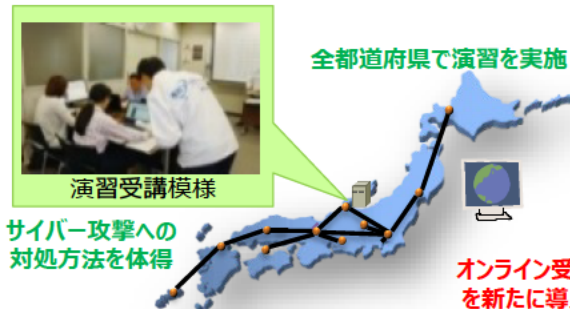 全都道府県で演習を実施
演習受講模様
サイバー攻撃への
対処方法を体得
オンライン受
を新たに導